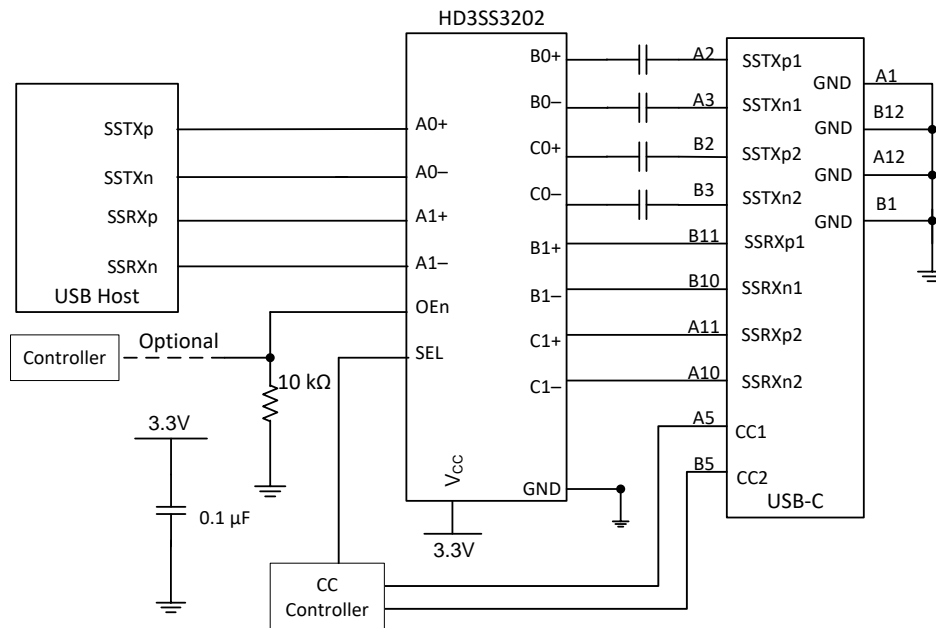 HD3SS3202
SSTXp
SSTXn
SSRXp
SSRXn
USB Host
A0+
A0–
A1+
A1–
OEn
SEL
B0+
B0–
C0+
C0–
B1+
B1–
C1+
C1–
VCC
GND
3.3V
A2
A3
B2
B3
B11
B10
A11
A10
A5
B5
SSTXp1
SSTXn1
SSTXp2
SSTXn2
SSRXp1
SSRXn1
SSRXp2
SSRXn2
CC1
CC2
USB-C
GND
GND
GND
GND
A1
B12
A12
B1
Controller
Optional
10 kΩ
3.3V
0.1 µF
CC
Controller